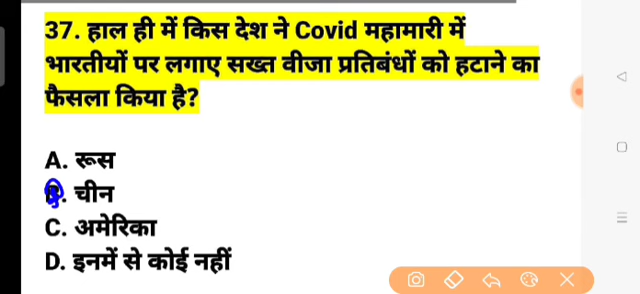 37. हाल ही में किस देश ने Covid महामारी में
भारतीयों पर लगाए सख्त वीजा प्रतिबंधों को हटाने का
फैसला किया है?
A. रूस
B. चीन
C. अमेरिका
D. इनमें से कोई नहीं